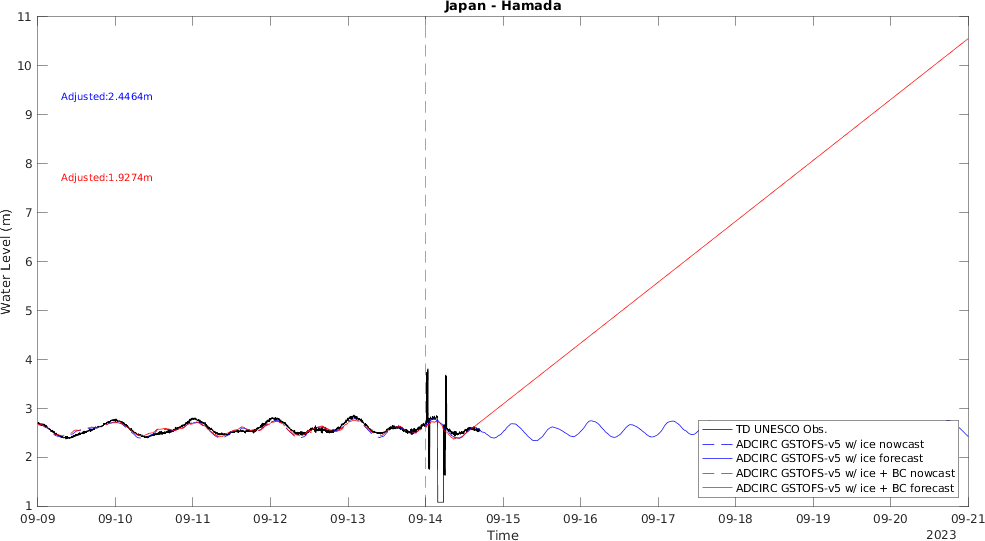 Japan - Hamada
11
10
9
8
7
6
5
4
3
2
1
Water Level (m)
Adjusted:2.4464m
Adjusted:1.9274m
TD UNESCO Obs.
ADCIRC GSTOFS-v5 w/ ice nowcast
ADCIRC GSTOFS-v5 w/ ice forecast
ADCIRC GSTOFS-v5 w/ ice + BC nowcast
ADCIRC GSTOFS-v5 w/ ice + BC forecast
09-09 09-10 09-11 09-12 09-13 09-14 09-15 09-16 09-17 09-18 09-19 09-20 09-21
Time
2023